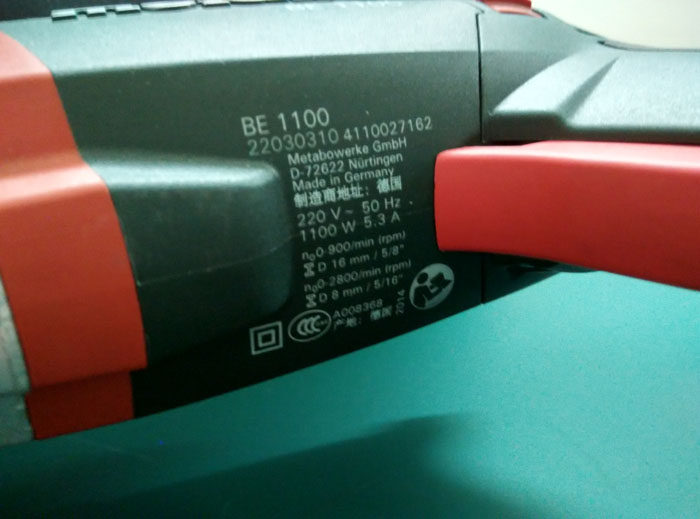 BE 1100
22030310 4110027162
Metabowerke GmbH
D-72622 Nürtingen
Made in Germany
制造商地址：德国
220 V ~ 50 Hz
1100 W 5.3 A
n₀0 900/min (rpm)
D 16 mm / 5/8"
n₀0-2800/min (rpm)
D 8 mm / 5/16"
CCC
A008368
产地：德国
2014